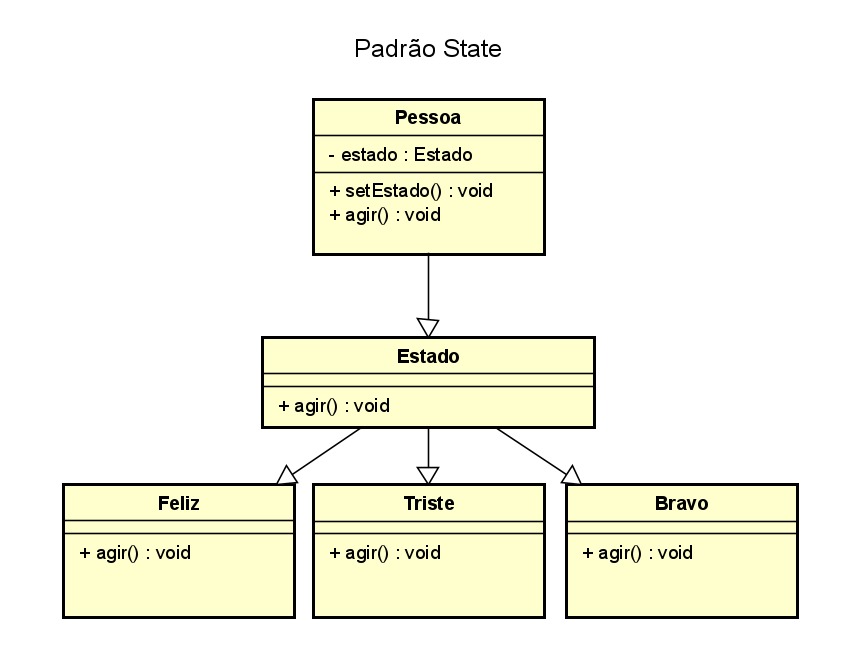 Padrão State
Pessoa
- estado : Estado
+ setEstado() : void
+ agir() : void
Estado
+ agir() : void
Feliz
+ agir() : void
Triste
+ agir() : void
Bravo
+ agir() : void